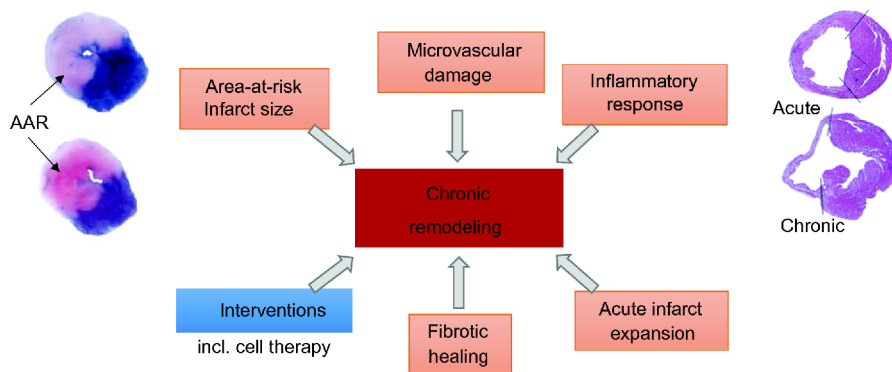 AAR
Area-at-risk
Infarct size
Microvascular
damage
Inflammatory
response
Acute
Chronic
Chronic
remodeling
Interventions
incl. cell therapy
Fibrotic
healing
Acute infarct
expansion